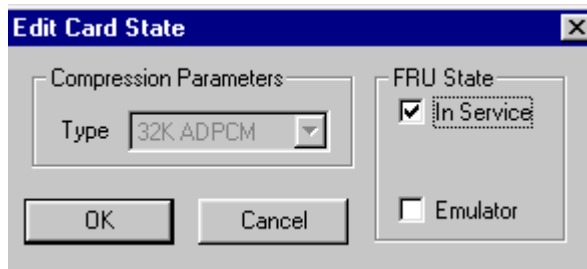 Edit Card State
Compression Parameters
Type 32K ADPCM
FRU State
In Service
Emulator
OK Cancel